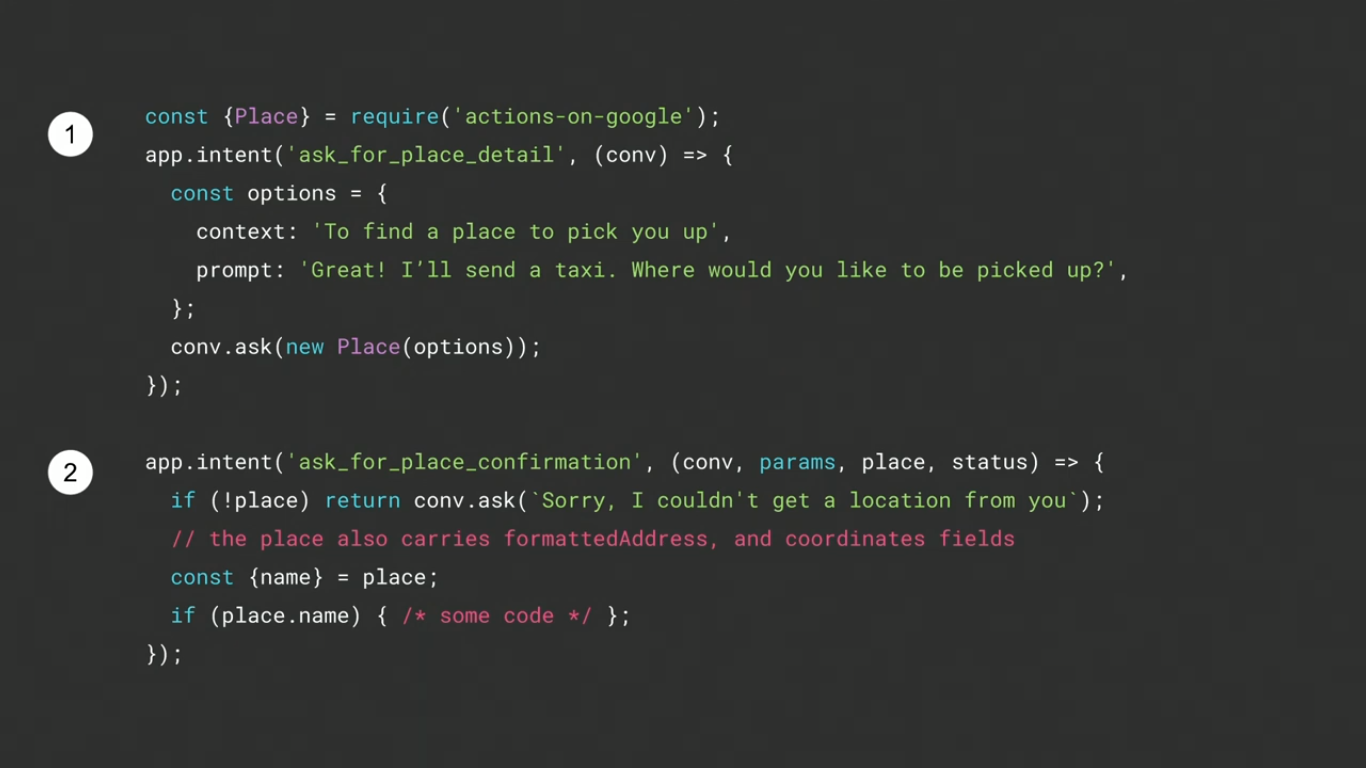 1
const {Place} = require('actions-on-google');
app.intent('ask_for_place_detail', (conv) => {
  const options = {
    context: 'To find a place to pick you up',
    prompt: 'Great! I’ll send a taxi. Where would you like to be picked up?',
  };
  conv.ask(new Place(options));
});
2
app.intent('ask_for_place_confirmation', (conv, params, place, status) => {
  if (!place) return conv.ask(`Sorry, I couldn't get a location from you`);
  // the place also carries formattedAddress, and coordinates fields
  const {name} = place;
  if (place.name) { /* some code */ };
});